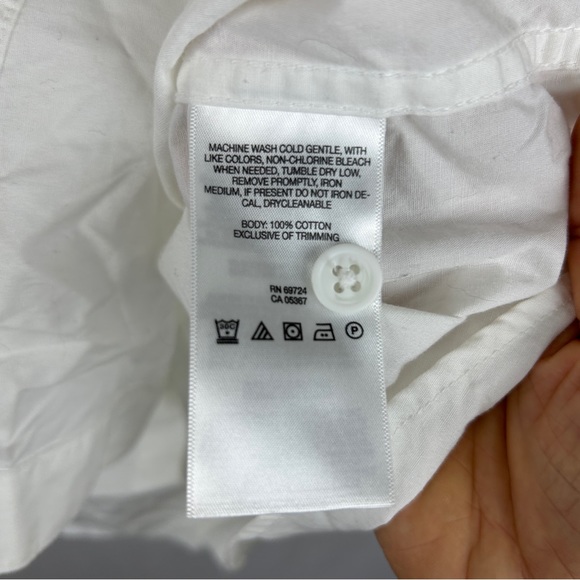 MACHINE WASH COLD GENTLE, WITH
LIKE COLORS, NON-CHLORINE BLEACH
WHEN NEEDED, TUMBLE DRY LOW,
REMOVE PROMPTLY, IRON
MEDIUM, IF PRESENT DO NOT IRON DE-
CAL, DRYCLEANABLE
BODY: 100% COTTON
EXCLUSIVE OF TRIMMING
RN 69724
CA 05367
30C P